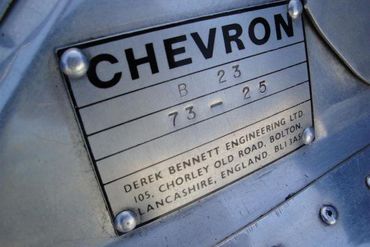 CHEVRON
B 23
73 - 25
DEREK BENNETT ENGINEERING LTD.
105, CHORLEY OLD ROAD, BOLTON,
LANCASHIRE, ENGLAND. BL1 3AS